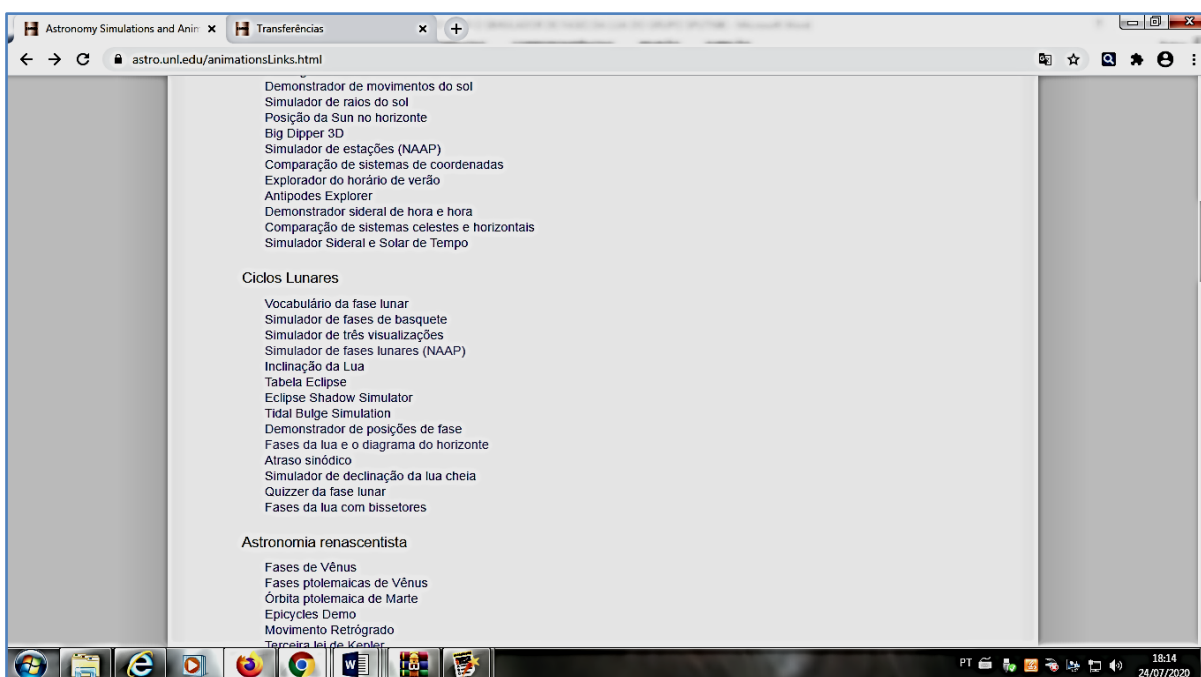 Astronomy Simulations and Anim
Transferências
astro.unl.edu/animationsLinks.html
Demonstrador de movimentos do sol
Simulador de raios do sol
Posição da Sun no horizonte
Big Dipper 3D
Simulador de estações (NAAP)
Comparação de sistemas de coordenadas
Explorador do horário de verão
Antipodes Explorer
Demonstrador sideral de hora e hora
Comparação de sistemas celestes e horizontais
Simulador Sideral e Solar de Tempo
Ciclos Lunares
Vocabulário da fase lunar
Simulador de fases de basquete
Simulador de três visualizações
Simulador de fases lunares (NAAP)
Inclinação da Lua
Tabela Eclipse
Eclipse Shadow Simulator
Tidal Bulge Simulation
Demonstrador de posições de fase
Fases da lua e o diagrama do horizonte
Atraso sinódico
Simulador de declinação da lua cheia
Quizzer da fase lunar
Fases da lua com bissetores
Astronomia renascentista
Fases de Vênus
Fases ptolemaicas de Vênus
Órbita ptolemaica de Marte
Epicycles Demo
Movimento Retrógrado
Terceira lei de Kepler
PT
18:14
24/07/2020